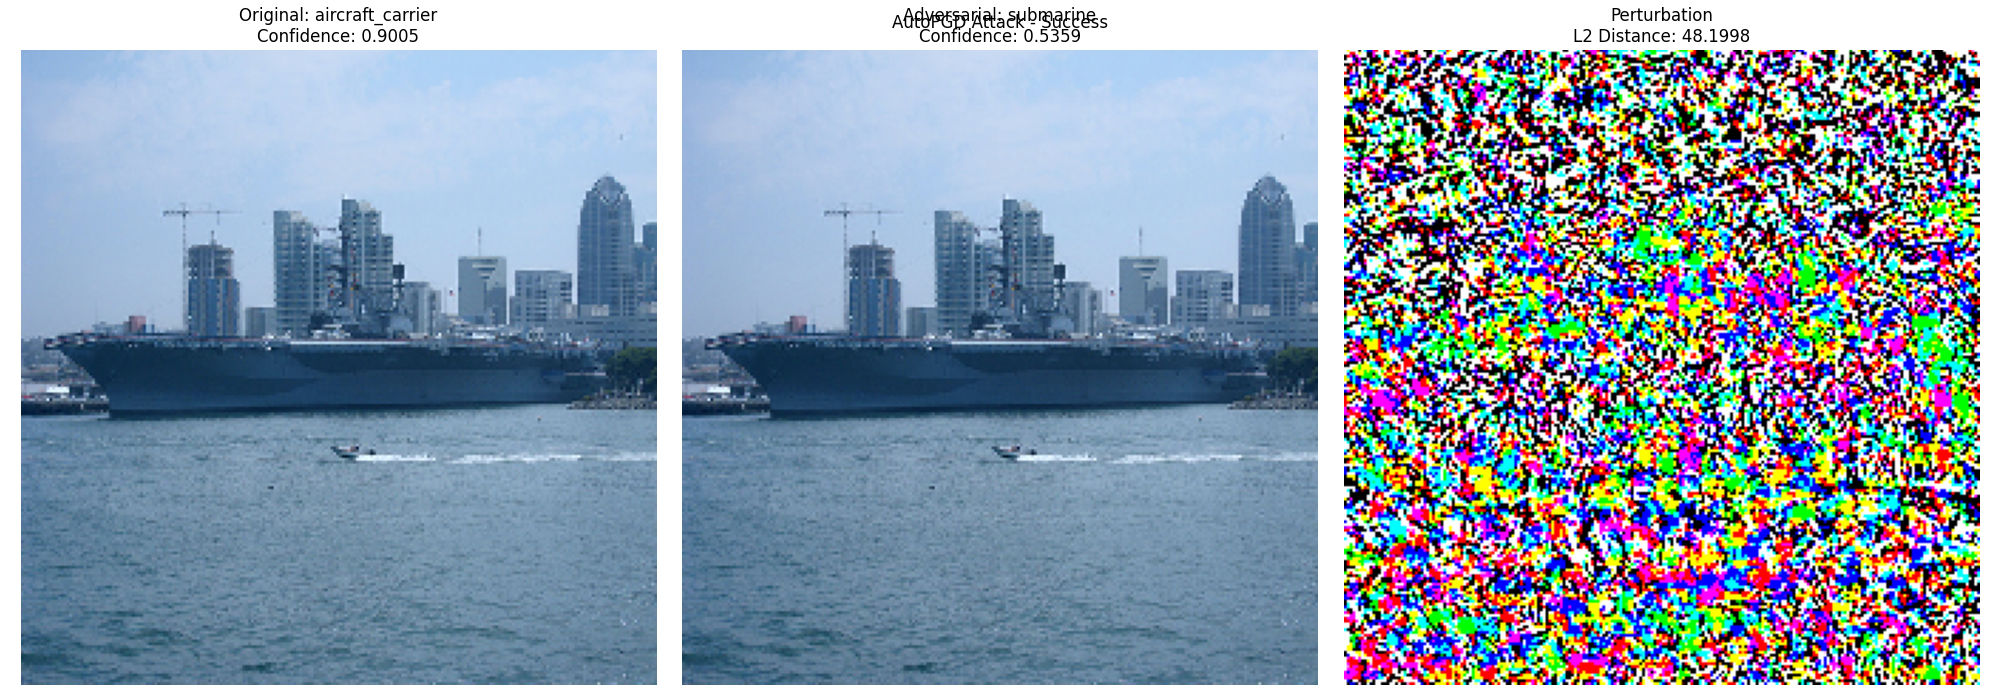 Original: aircraft_carrier
Confidence: 0.9005
Adversarial: submarine
AutoPGD Attack - Success
Confidence: 0.5359
Perturbation
L2 Distance: 48.1998